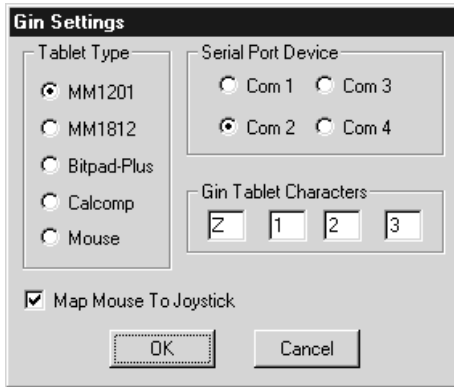 Gin Settings
Tablet Type
MM1201
MM1812
Bitpad-Plus
Calcomp
Mouse
Serial Port Device
Com 1 Com 3
Com 2 Com 4
Gin Tablet Characters
Z 1 2 3
Map Mouse To Joystick
OK Cancel